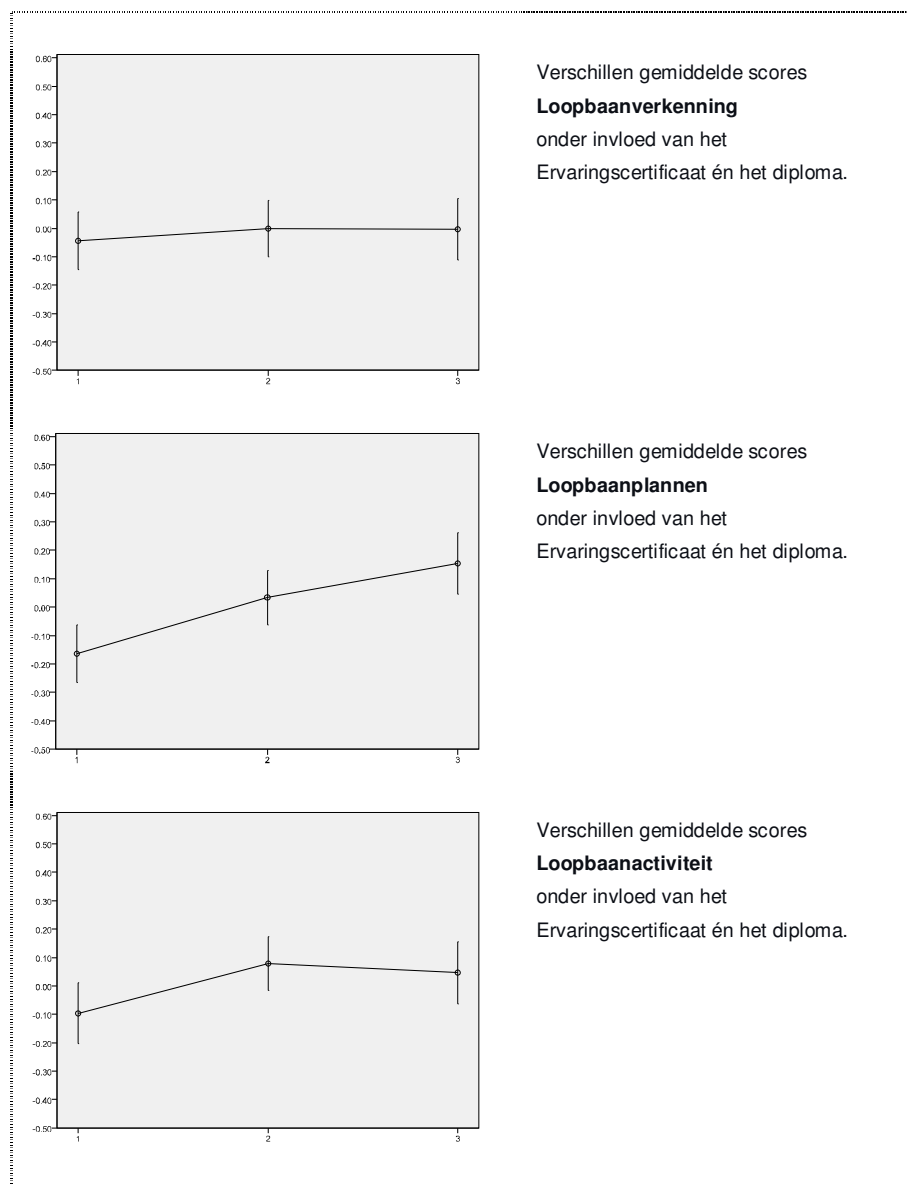 0.60
0.50
0.40
0.30
0.20
0.10
0.00
-0.10
-0.20
-0.30
-0.40
-0.50
1 2 3
Verschillen gemiddelde scores
Loopbaanverkenning
onder invloed van het
Ervaringscertificaat én het diploma.
0.60
0.50
0.40
0.30
0.20
0.10
0.00
-0.10
-0.20
-0.30
-0.40
-0.50
1 2 3
Verschillen gemiddelde scores
Loopbaanplannen
onder invloed van het
Ervaringscertificaat én het diploma.
0.60
0.50
0.40
0.30
0.20
0.10
0.00
-0.10
-0.20
-0.30
-0.40
-0.50
1 2 3
Verschillen gemiddelde scores
Loopbaanactiviteit
onder invloed van het
Ervaringscertificaat én het diploma.